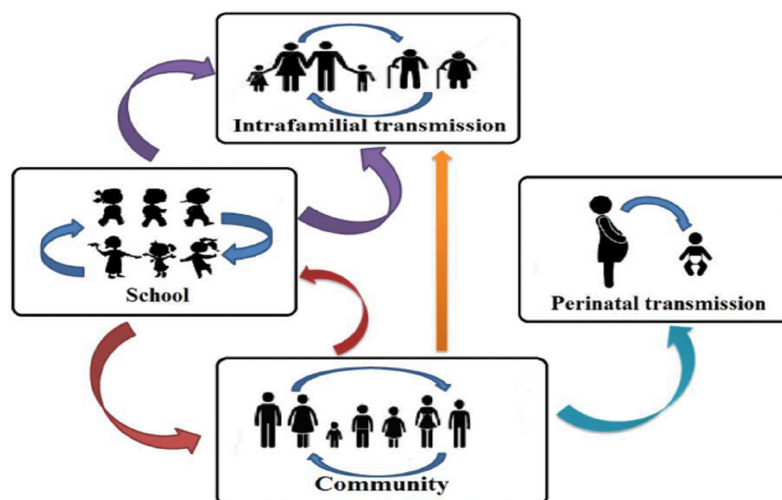 Intrafamilial transmission
School
Perinatal transmission
Community